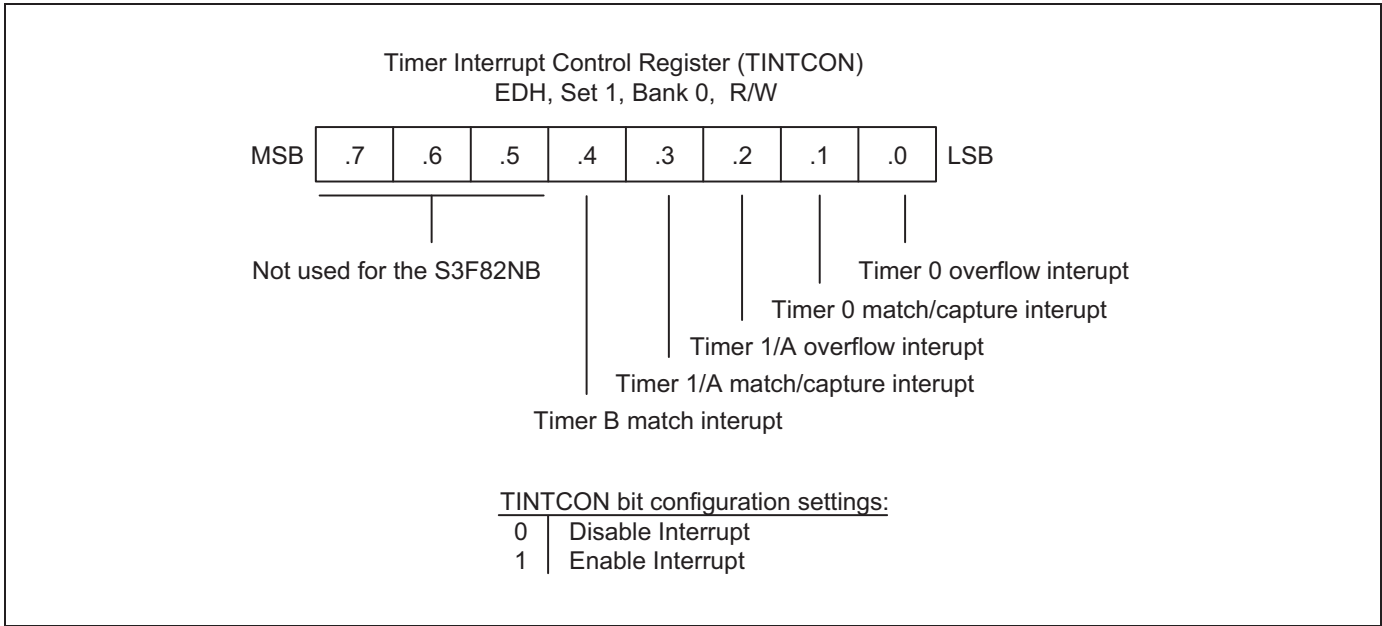 Timer Interrupt Control Register (TINTCON)
EDH, Set 1, Bank 0, R/W
MSB .7 .6 .5 .4 .3 .2 .1 .0 LSB
Not used for the S3F82NB
Timer 0 overflow interupt
Timer 0 match/capture interupt
Timer 1/A overflow interupt
Timer 1/A match/capture interupt
Timer B match interupt
TINTCON bit configuration settings:
0 Disable Interrupt
1 Enable Interrupt